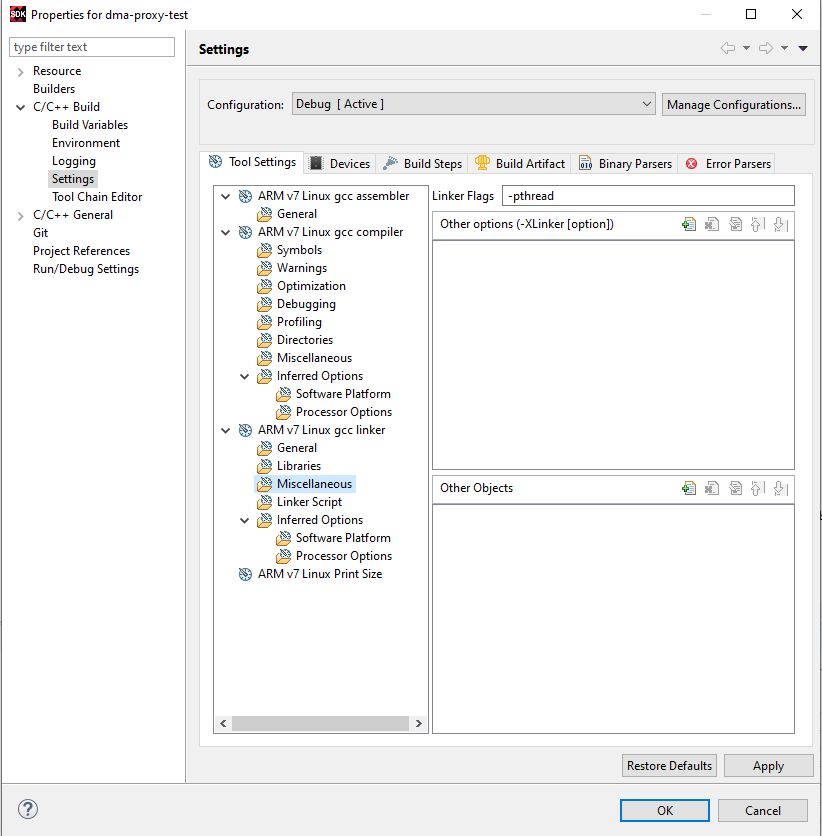 SDK Properties for dma-proxy-test
type filter text
Resource
Builders
C/C++ Build
Build Variables
Environment
Logging
Settings
Tool Chain Editor
C/C++ General
Git
Project References
Run/Debug Settings
Settings
Configuration: Debug [ Active ] Manage Configurations...
Tool Settings Devices Build Steps Build Artifact Binary Parsers Error Parsers
ARM v7 Linux gcc assembler
General
ARM v7 Linux gcc compiler
Symbols
Warnings
Optimization
Debugging
Profiling
Directories
Miscellaneous
Inferred Options
Software Platform
Processor Options
ARM v7 Linux gcc linker
General
Libraries
Miscellaneous
Linker Script
Inferred Options
Software Platform
Processor Options
ARM v7 Linux Print Size
Linker Flags -pthread
Other options (-XLinker [option])
Other Objects
Restore Defaults Apply
OK Cancel